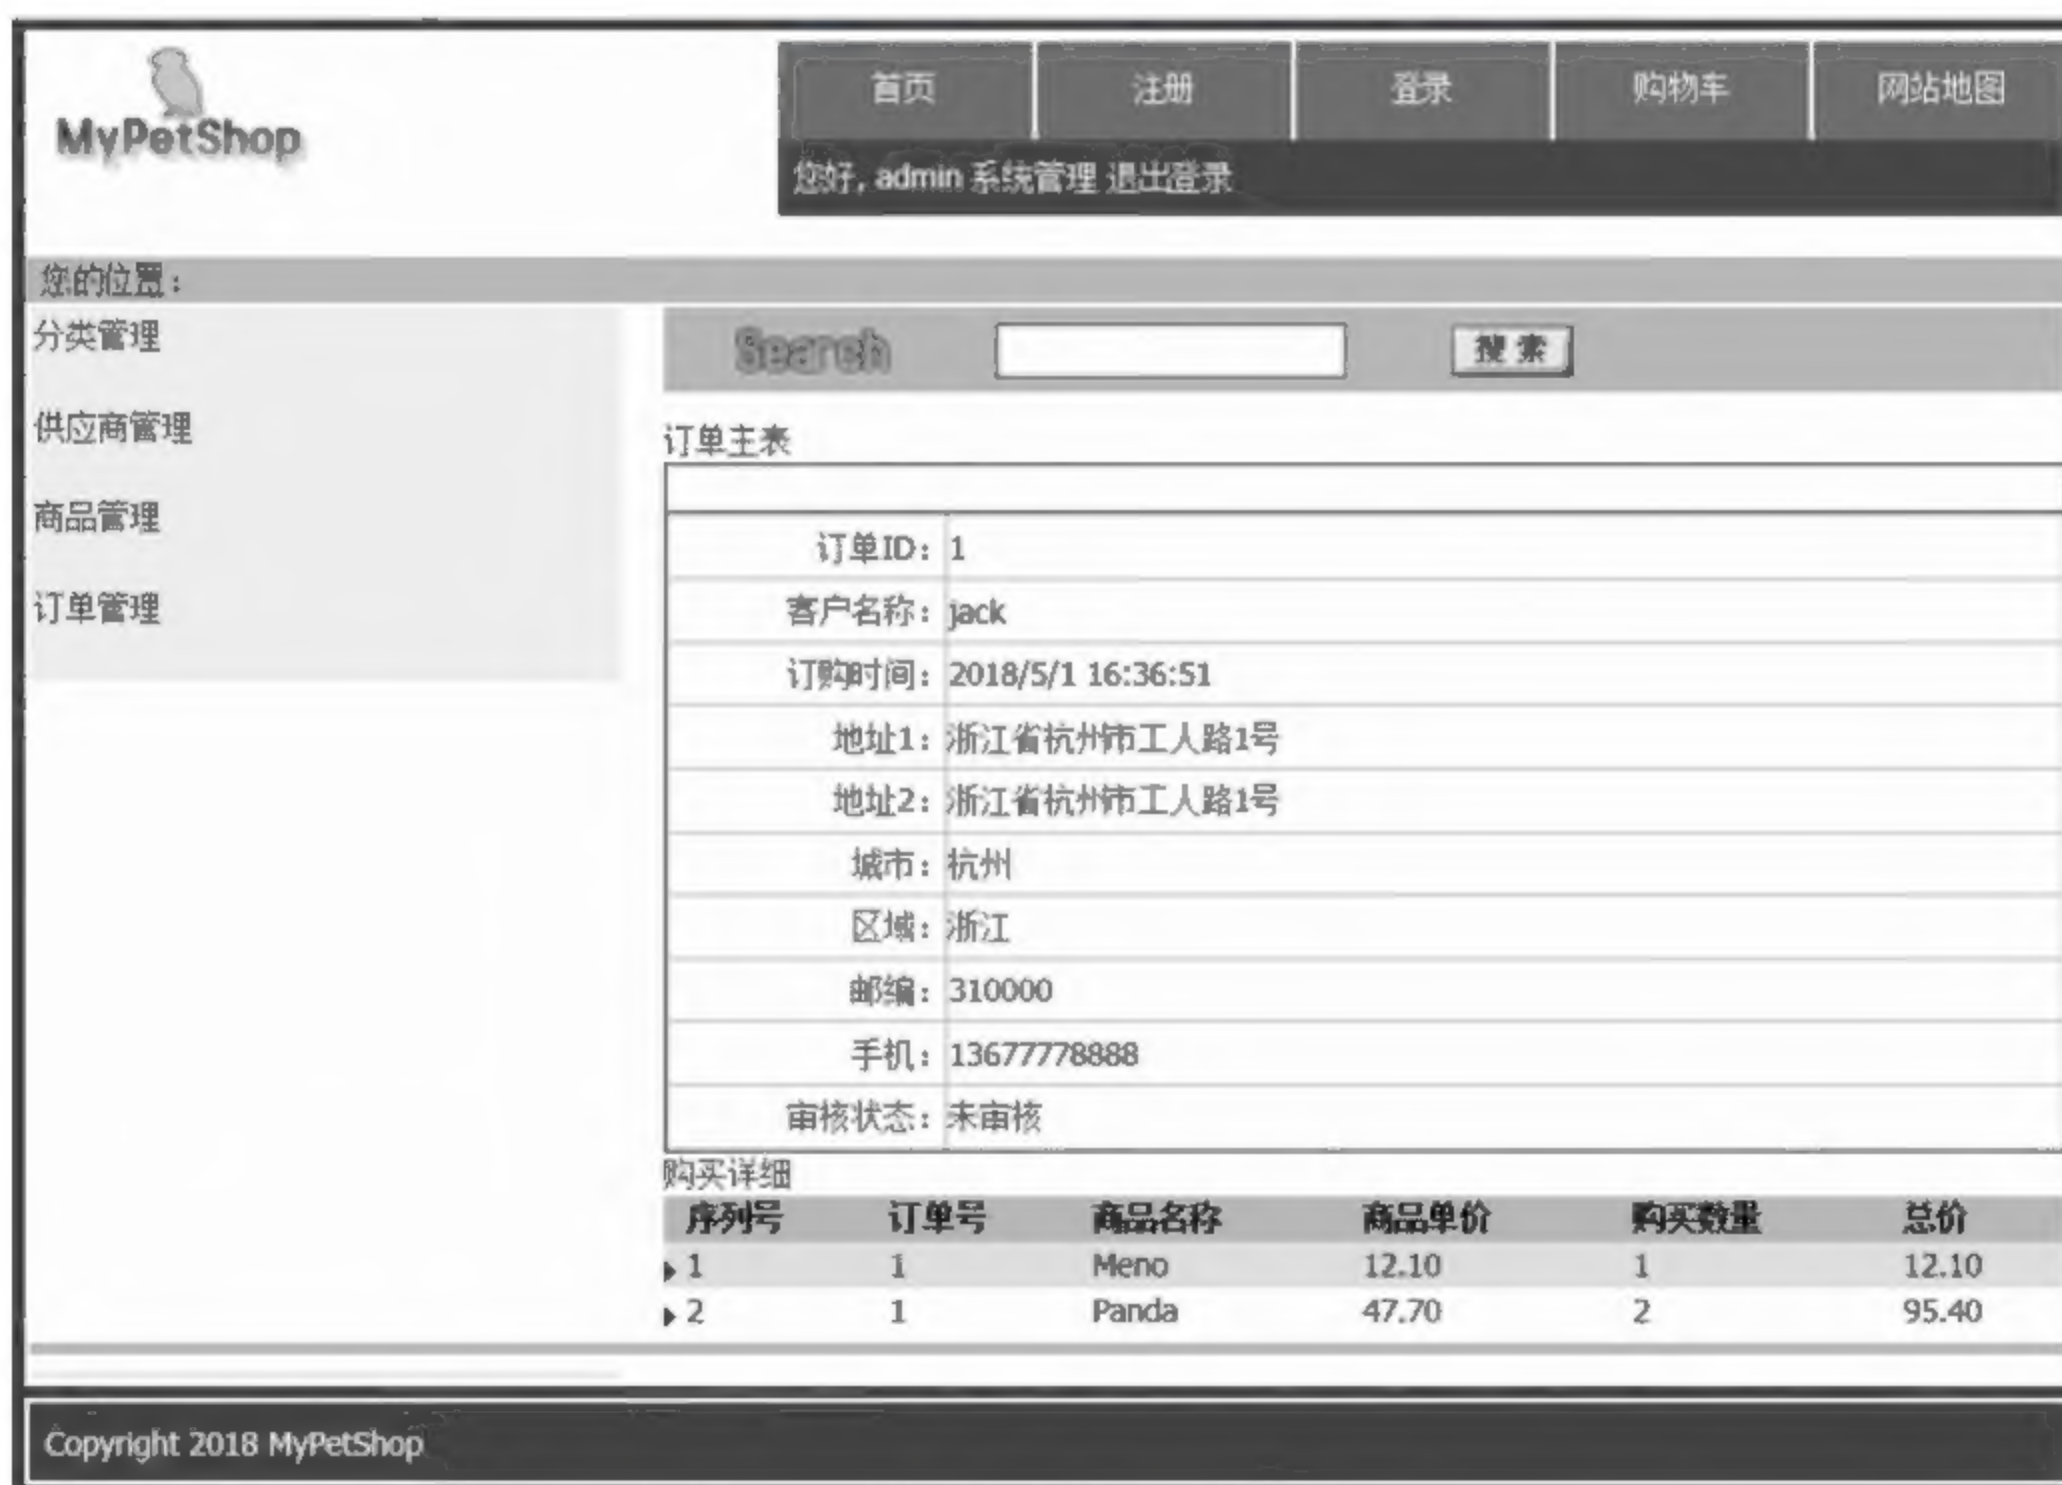 MyPetShop
首页 注册 登录 购物车 网站地图
您好, admin 系统管理 退出登录
您的位置：
分类管理
供应商管理
商品管理
订单管理
Search 搜 索
订单主表
订单ID： 1
客户名称： jack
订购时间： 2018/5/1 16:36:51
地址1： 浙江省杭州市工人路1号
地址2： 浙江省杭州市工人路1号
城市： 杭州
区域： 浙江
邮编： 310000
手机： 13677778888
审核状态： 未审核
购买详细
序列号 订单号 商品名称 商品单价 购买数量 总价
1 1 Meno 12.10 1 12.10
2 1 Panda 47.70 2 95.40
Copyright 2018 MyPetShop